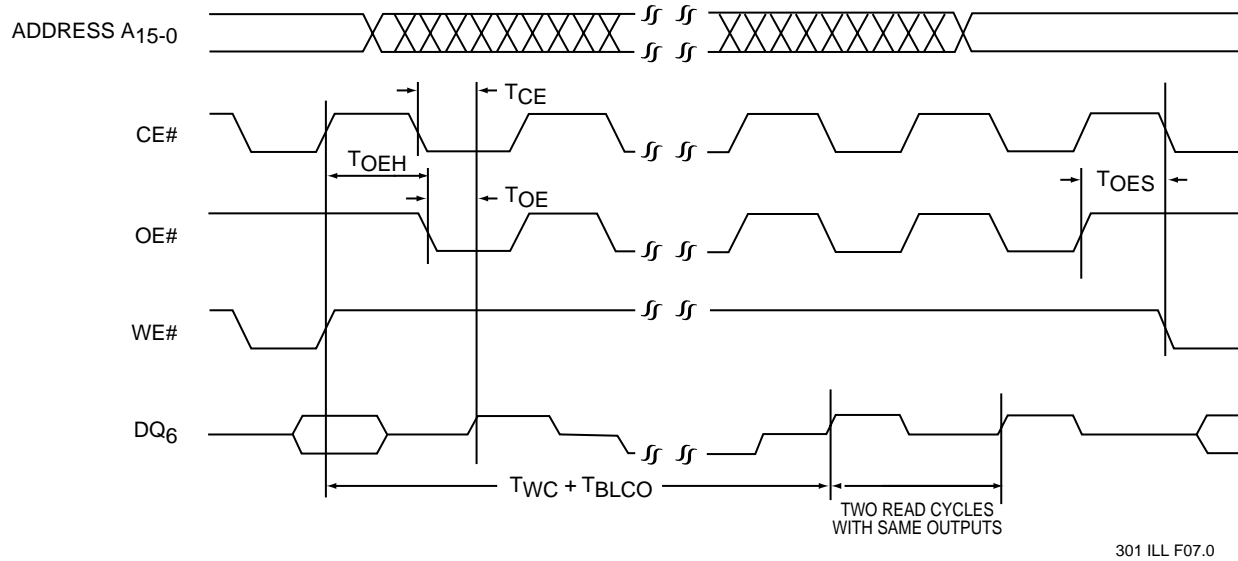 ADDRESS A15-0
TCE
CE#
TOEH
TOE
TOES
OE#
WE#
DQ6
TWC + TBLCO
TWO READ CYCLES
WITH SAME OUTPUTS
301 ILL F07.0